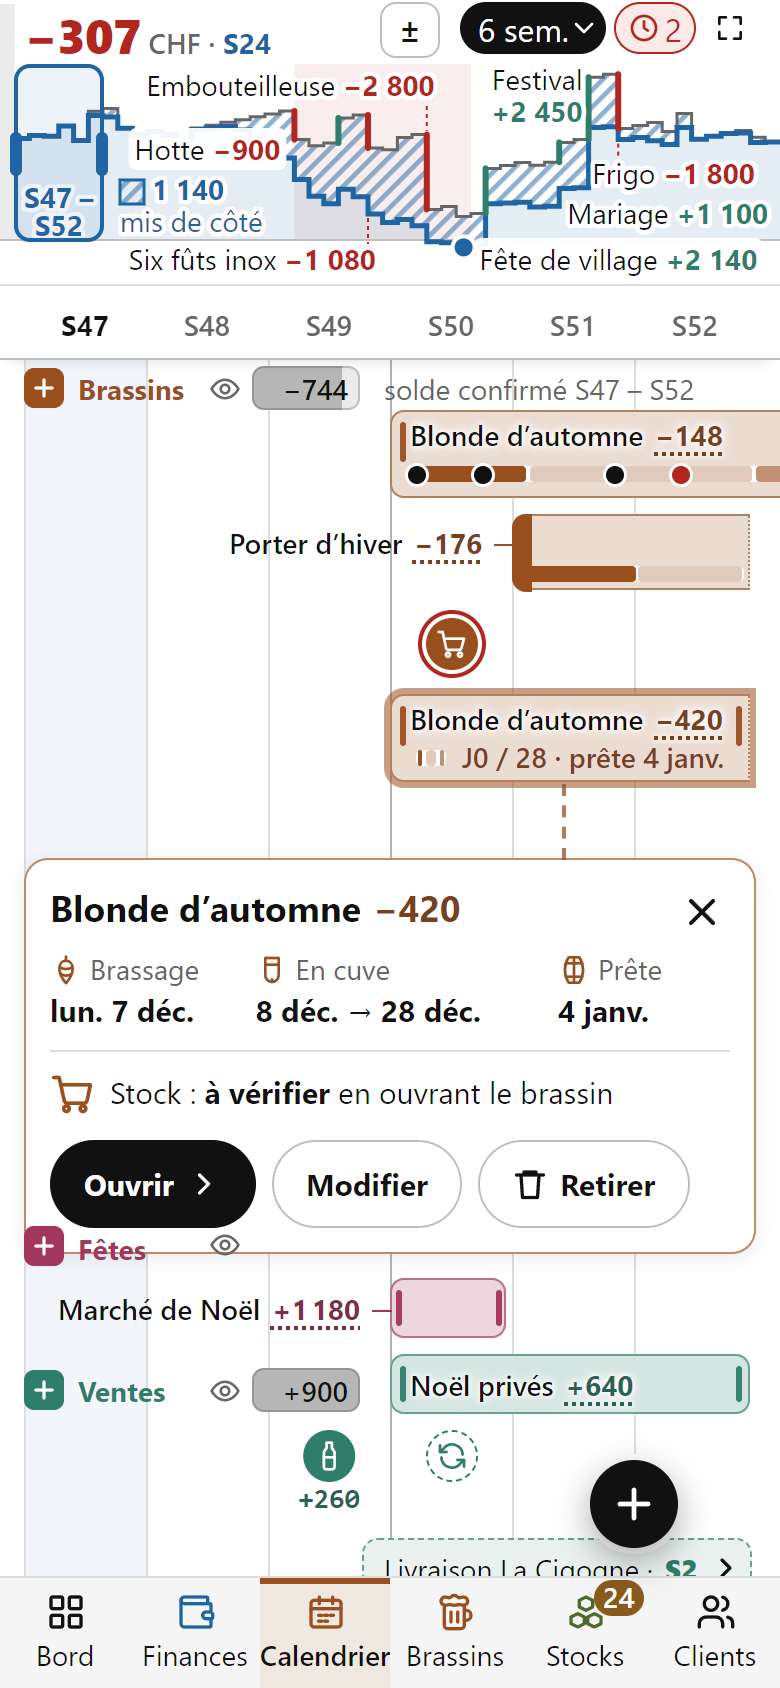 −307 CHF · S24
±
6 sem.
2
Embouteilleuse −2 800
Festival
+2 450
Hotte −900
S47 –
S52
1 140
mis de côté
Frigo −1 800
Mariage +1 100
Six fûts inox −1 080
Fête de village +2 140
S47 S48 S49 S50 S51 S52
+ Brassins
−744
solde confirmé S47 – S52
Blonde d’automne −148
Porter d’hiver −176
Blonde d’automne −420
J0 / 28 · prête 4 janv.
Blonde d’automne −420
Brassage En cuve Prête
lun. 7 déc. 8 déc. → 28 déc. 4 janv.
Stock : à vérifier en ouvrant le brassin
Ouvrir
Modifier
Retirer
+ Fêtes
Marché de Noël +1 180
+ Ventes
+900
Noël privés +640
+260
+
Livraison La Cigogne · S2
24
Bord Finances Calendrier Brassins Stocks Clients